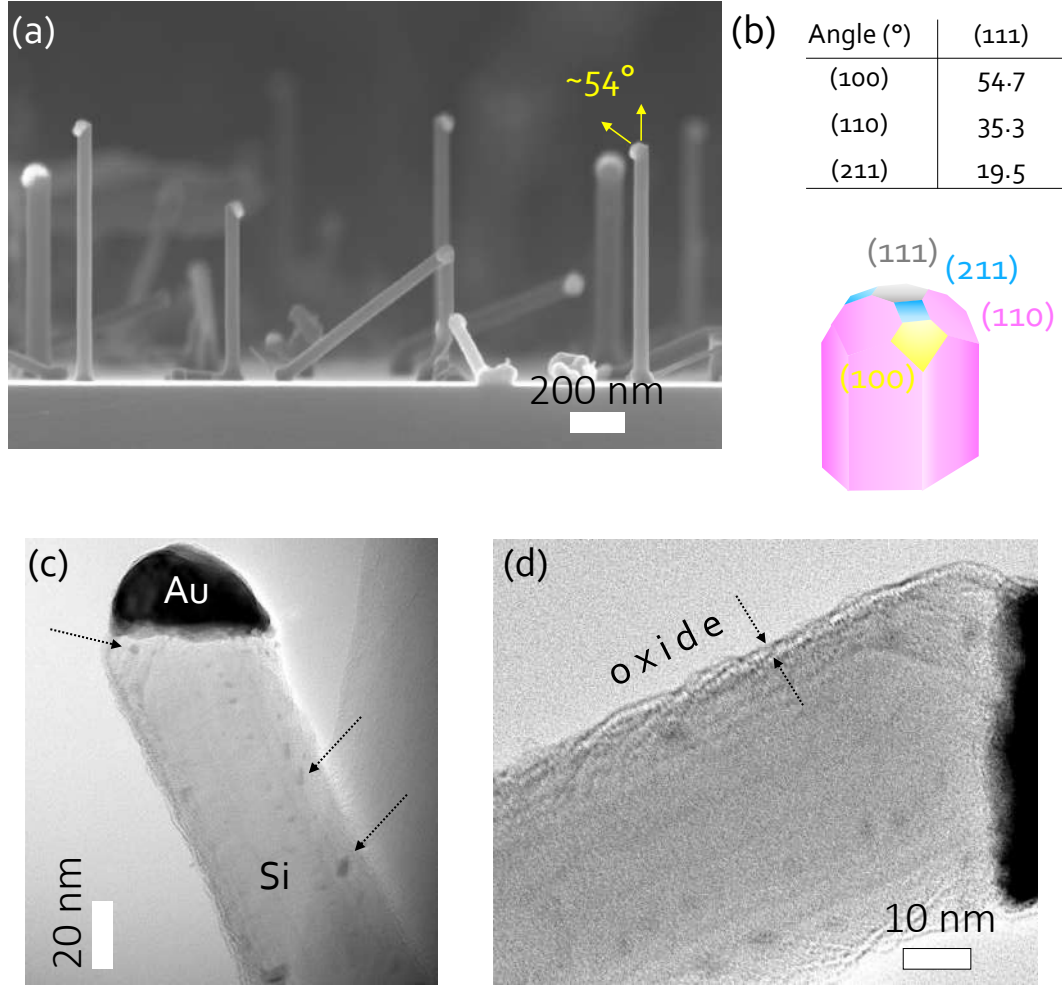 (a)
~54°
200 nm
(b)
Angle (°) (111)
(100) 54.7
(110) 35.3
(211) 19.5
(111)
(211)
(110)
(100)
(c)
Au
Si
20 nm
(d)
oxide
10 nm